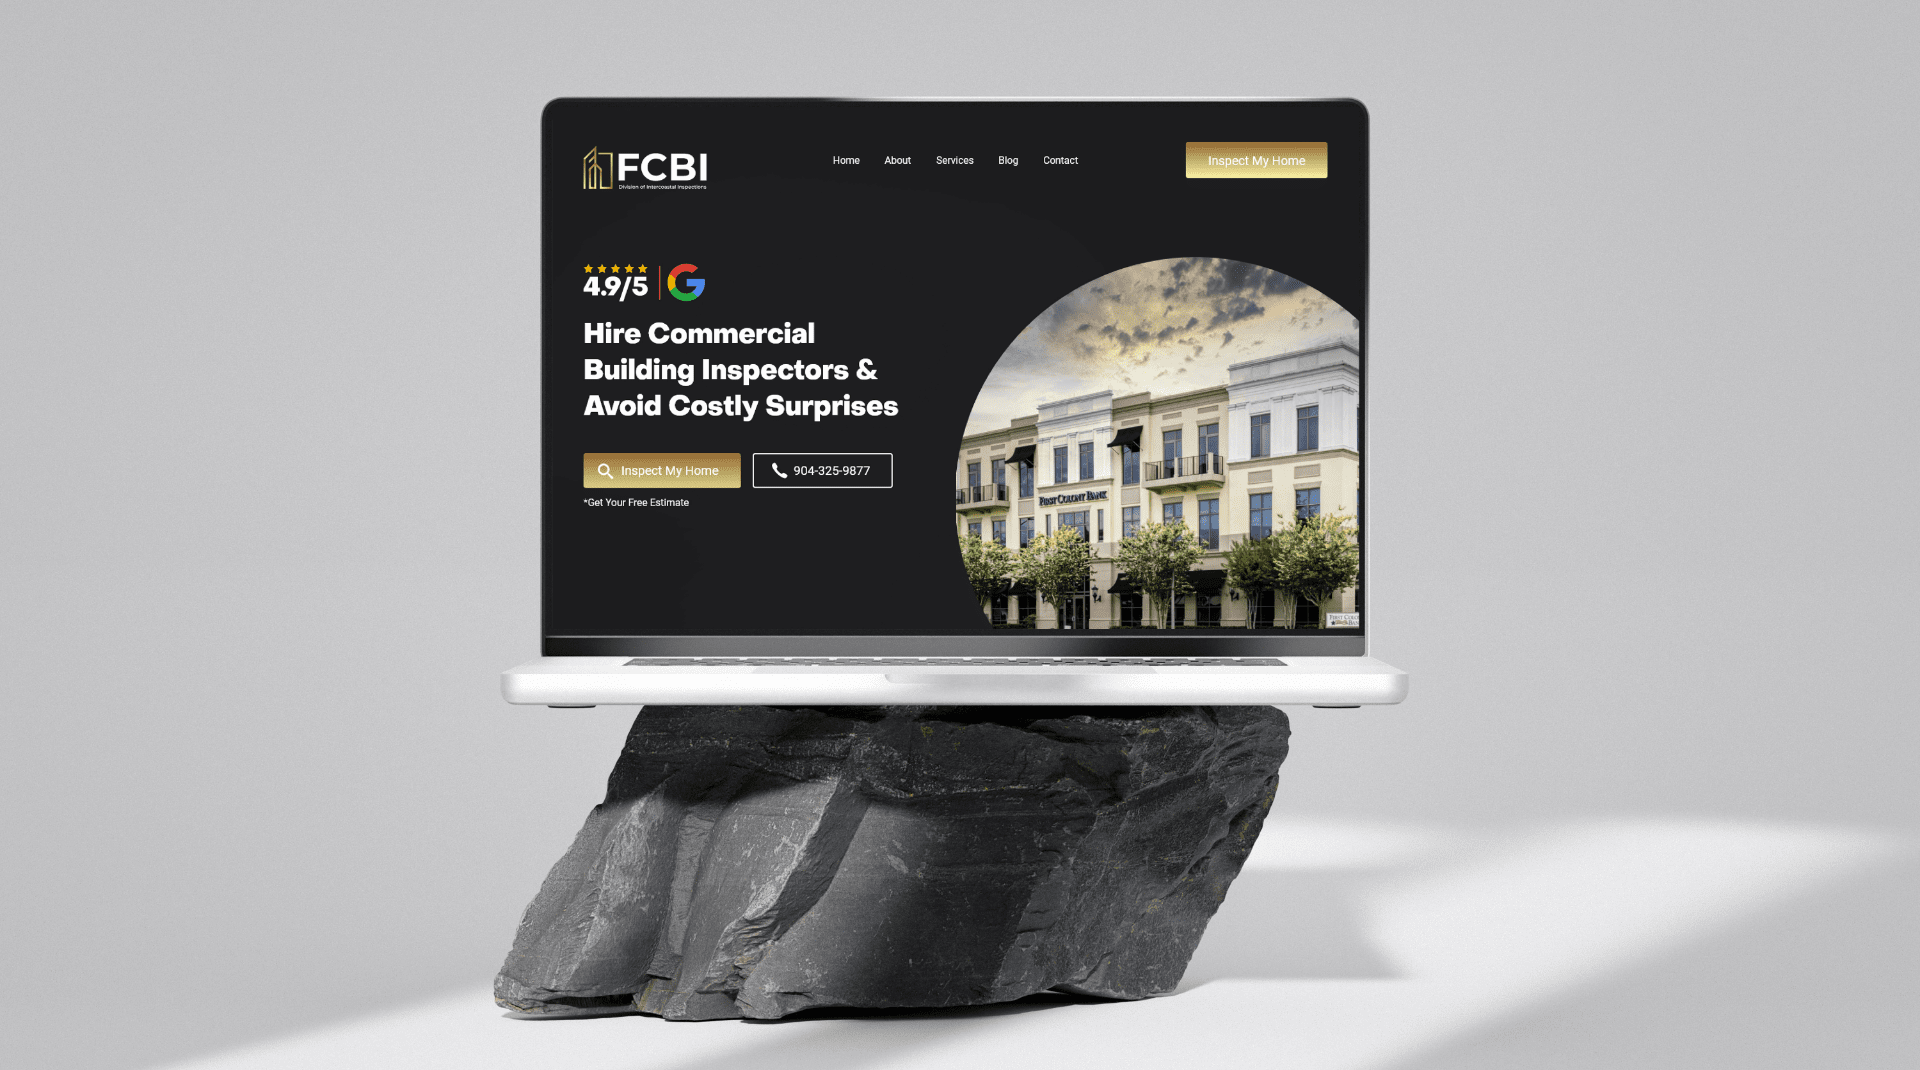 FCBI
Division of Intercoastal Inspections
Home
About
Services
Blog
Contact
Inspect My Home
4.9/5
G
Hire Commercial
Building Inspectors &
Avoid Costly Surprises
Inspect My Home
904-325-9877
*Get Your Free Estimate
First Colony Bank